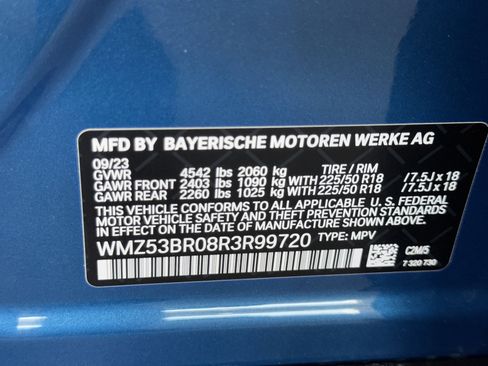 MFD BY BAYERISCHE MOTOREN WERKE AG
09/23
GVWR 4542 lbs 2060 kg TIRE / RIM
GAWR FRONT 2403 lbs 1090 kg WITH 225/50 R18 /7.5J x 18
GAWR REAR 2260 lbs 1025 kg WITH 225/50 R18 /7.5J x 18
THIS VEHICLE CONFORMS TO ALL APPLICABLE U. S. FEDERAL
MOTOR VEHICLE SAFETY AND THEFT PREVENTION STANDARDS
IN EFFECT ON THE DATE OF MANUFACTURE SHOWN ABOVE.
WMZ53BR08R3R99720 TYPE: MPV
C2M/5
7 320 730